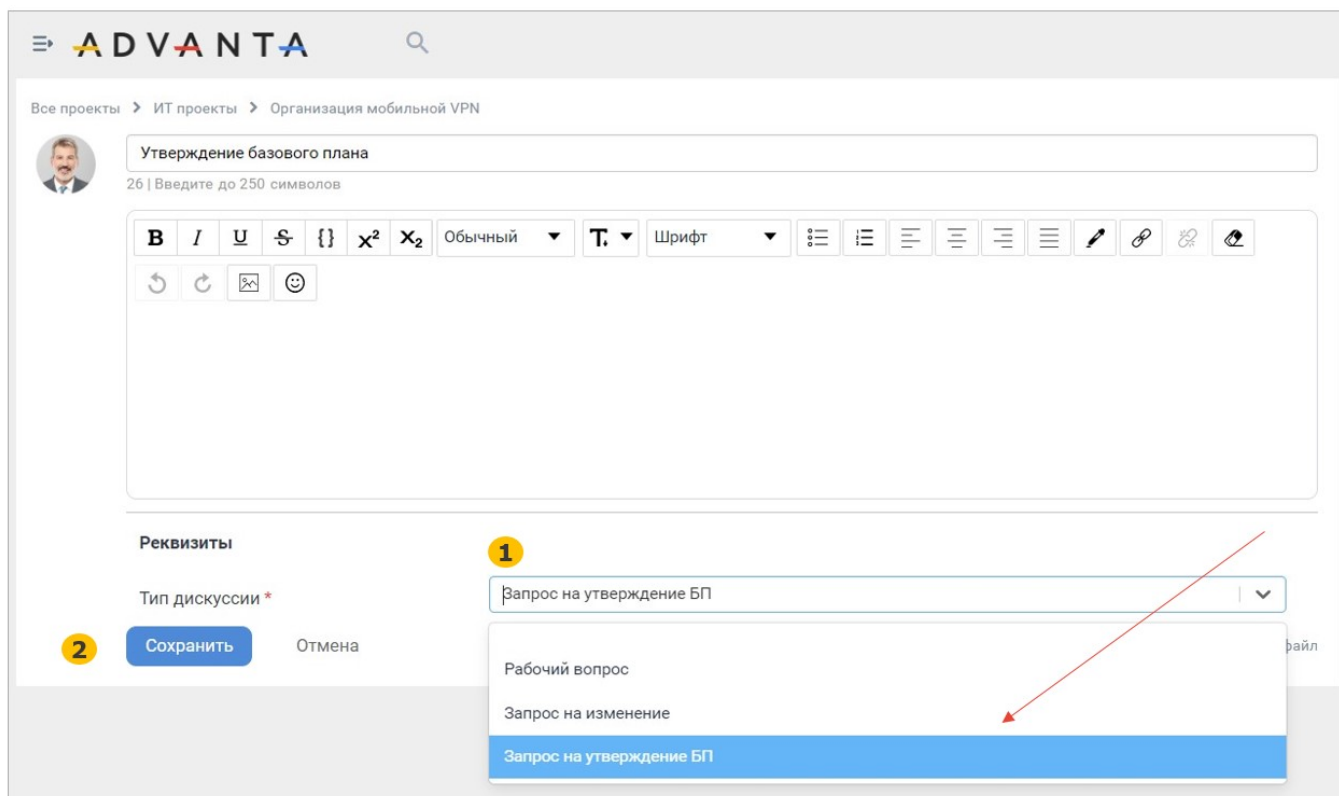 ADVANTA
Все проекты > ИТ проекты > Организация мобильной VPN
Утверждение базового плана
26 | Введите до 250 символов
B I U S {} X² X₂ Обычный T Шрифт
Реквизиты
1
Тип дискуссии * Запрос на утверждение БП
2 Сохранить Отмена файл
Рабочий вопрос
Запрос на изменение
Запрос на утверждение БП